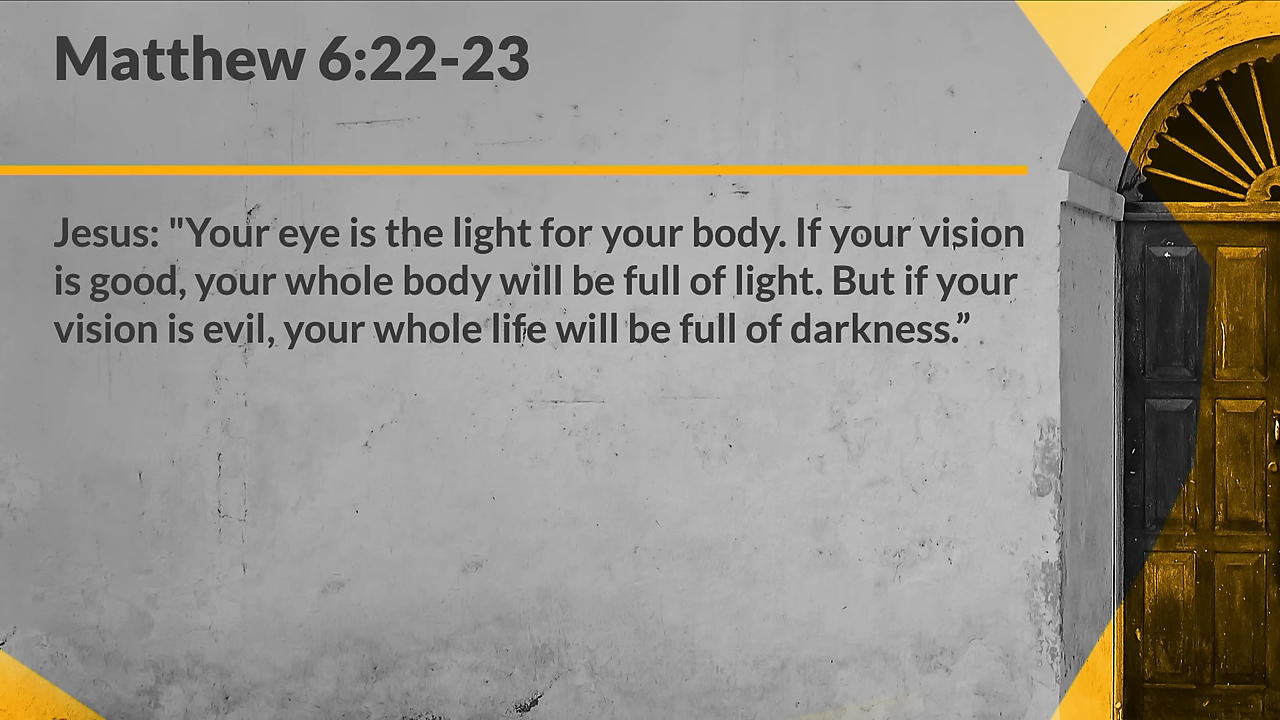 Matthew 6:22-23
Jesus: "Your eye is the light for your body. If your vision
is good, your whole body will be full of light. But if your
vision is evil, your whole life will be full of darkness.”